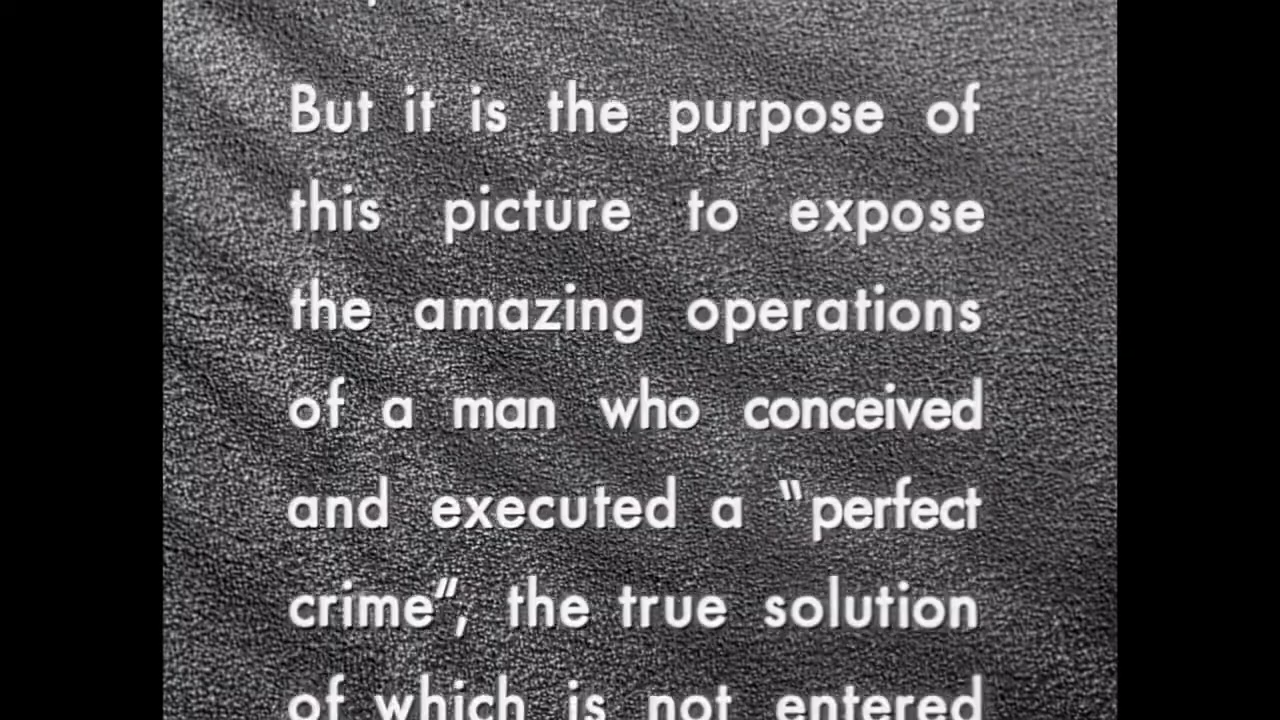 But it is the purpose of
this picture to expose
the amazing operations
of a man who conceived
and executed a "perfect
crime", the true solution
of which is not entered